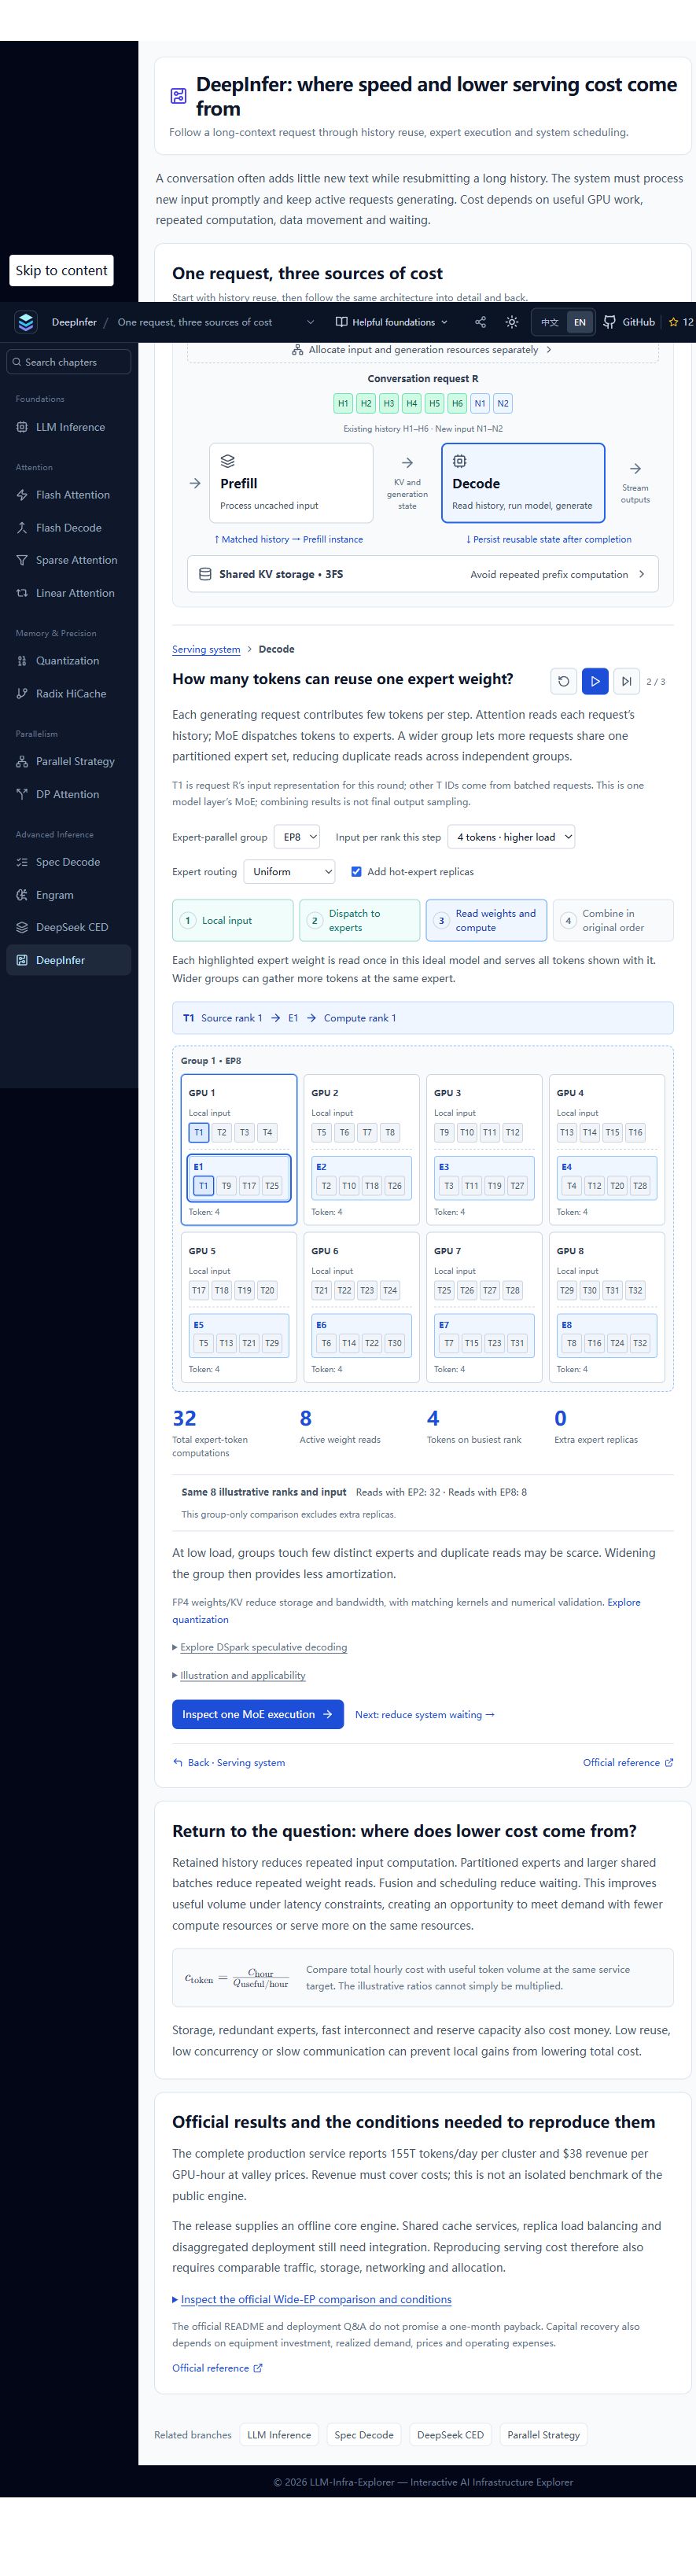 DeepInfer: where speed and lower serving cost come
from
Follow a long-context request through history reuse, expert execution and system scheduling.
A conversation often adds little new text while resubmitting a long history. The system must process
new input promptly and keep active requests generating. Cost depends on useful GPU work,
repeated computation, data movement and waiting.
Skip to content
One request, three sources of cost
Start with history reuse, then follow the same architecture into detail and back.
DeepInfer / One request, three sources of cost
Helpful foundations
中文 EN GitHub 12
Search chapters
Foundations
LLM Inference
Attention
Flash Attention
Flash Decode
Sparse Attention
Linear Attention
Memory & Precision
Quantization
Radix HiCache
Parallelism
Parallel Strategy
DP Attention
Advanced Inference
Spec Decode
Engram
DeepSeek CED
DeepInfer
Allocate input and generation resources separately
Conversation request R
H1 H2 H3 H4 H5 H6 N1 N2
Existing history H1–H6 · New input N1–N2
→ Prefill
Process uncached input
→
KV and
generation
state
Decode
Read history, run model, generate
→
Stream
outputs
↑ Matched history → Prefill instance
↓ Persist reusable state after completion
Shared KV storage • 3FS
Avoid repeated prefix computation
Serving system > Decode
How many tokens can reuse one expert weight?
2 / 3
Each generating request contributes few tokens per step. Attention reads each request's
history; MoE dispatches tokens to experts. A wider group lets more requests share one
partitioned expert set, reducing duplicate reads across independent groups.
T1 is request R's input representation for this round; other T IDs come from batched requests. This is one
model layer's MoE; combining results is not final output sampling.
Expert-parallel group EP8 Input per rank this step 4 tokens · higher load
Expert routing Uniform Add hot-expert replicas
1 Local input
2 Dispatch to
experts
3 Read weights and
compute
4 Combine in
original order
Each highlighted expert weight is read once in this ideal model and serves all tokens shown with it.
Wider groups can gather more tokens at the same expert.
T1 Source rank 1 → E1 → Compute rank 1
Group 1 • EP8
GPU 1
Local input
T1 T2 T3 T4
E1
T1 T9 T17 T25
Token: 4
GPU 2
Local input
T5 T6 T7 T8
E2
T2 T10 T18 T26
Token: 4
GPU 3
Local input
T9 T10 T11 T12
E3
T3 T11 T19 T27
Token: 4
GPU 4
Local input
T13 T14 T15 T16
E4
T4 T12 T20 T28
Token: 4
GPU 5
Local input
T17 T18 T19 T20
E5
T5 T13 T21 T29
Token: 4
GPU 6
Local input
T21 T22 T23 T24
E6
T6 T14 T22 T30
Token: 4
GPU 7
Local input
T25 T26 T27 T28
E7
T7 T15 T23 T31
Token: 4
GPU 8
Local input
T29 T30 T31 T32
E8
T8 T16 T24 T32
Token: 4
32
Total expert-token
computations
8
Active weight reads
4
Tokens on busiest rank
0
Extra expert replicas
Same 8 illustrative ranks and input Reads with EP2: 32 · Reads with EP8: 8
This group-only comparison excludes extra replicas.
At low load, groups touch few distinct experts and duplicate reads may be scarce. Widening
the group then provides less amortization.
FP4 weights/KV reduce storage and bandwidth, with matching kernels and numerical validation. Explore
quantization
▸ Explore DSpark speculative decoding
▸ Illustration and applicability
Inspect one MoE execution → Next: reduce system waiting →
Back · Serving system
Official reference
Return to the question: where does lower cost come from?
Retained history reduces repeated input computation. Partitioned experts and larger shared
batches reduce repeated weight reads. Fusion and scheduling reduce waiting. This improves
useful volume under latency constraints, creating an opportunity to meet demand with fewer
compute resources or serve more on the same resources.
c_token = C_hour / Q_useful/hour
Compare total hourly cost with useful token volume at the same service
target. The illustrative ratios cannot simply be multiplied.
Storage, redundant experts, fast interconnect and reserve capacity also cost money. Low reuse,
low concurrency or slow communication can prevent local gains from lowering total cost.
Official results and the conditions needed to reproduce them
The complete production service reports 155T tokens/day per cluster and $38 revenue per
GPU-hour at valley prices. Revenue must cover costs; this is not an isolated benchmark of the
public engine.
The release supplies an offline core engine. Shared cache services, replica load balancing and
disaggregated deployment still need integration. Reproducing serving cost therefore also
requires comparable traffic, storage, networking and allocation.
▸ Inspect the official Wide-EP comparison and conditions
The official README and deployment Q&A do not promise a one-month payback. Capital recovery also
depends on equipment investment, realized demand, prices and operating expenses.
Official reference
Related branches LLM Inference Spec Decode DeepSeek CED Parallel Strategy
© 2026 LLM-Infra-Explorer — Interactive AI Infrastructure Explorer